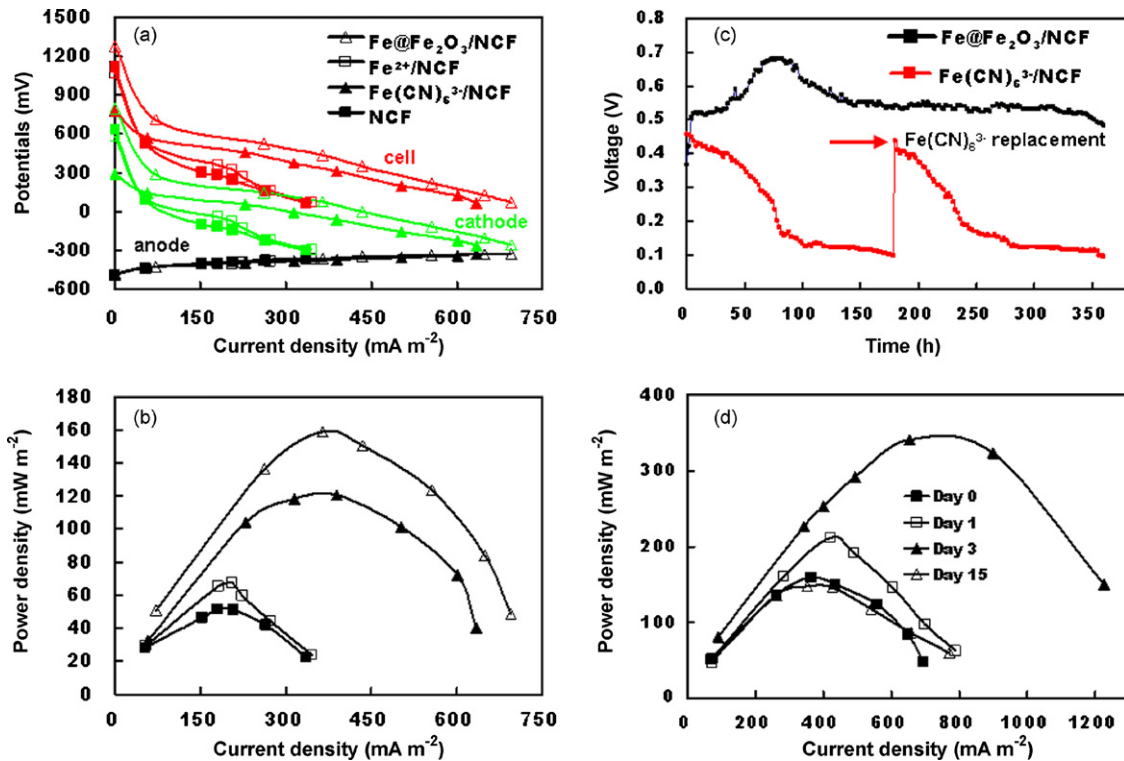 (a)
1500
1200
900
600
300
0
-300
-600
Potentials (mV)
Fe@Fe₂O₃/NCF
Fe²⁺/NCF
Fe(CN)₆³⁻/NCF
NCF
cell
cathode
anode
0 150 300 450 600 750
Current density (mA m⁻²)
(c)
0.8
0.7
0.6
0.5
0.4
0.3
0.2
0.1
0.0
Voltage (V)
Fe@Fe₂O₃/NCF
Fe(CN)₆³⁻/NCF
Fe(CN)₆³⁻ replacement
0 50 100 150 200 250 300 350
Time (h)
(b)
180
160
140
120
100
80
60
40
20
0
Power density (mW m⁻²)
0 150 300 450 600 750
Current density (mA m⁻²)
(d)
400
300
200
100
0
Power density (mW m⁻²)
Day 0
Day 1
Day 3
Day 15
0 200 400 600 800 1000 1200
Current density (mA m⁻²)